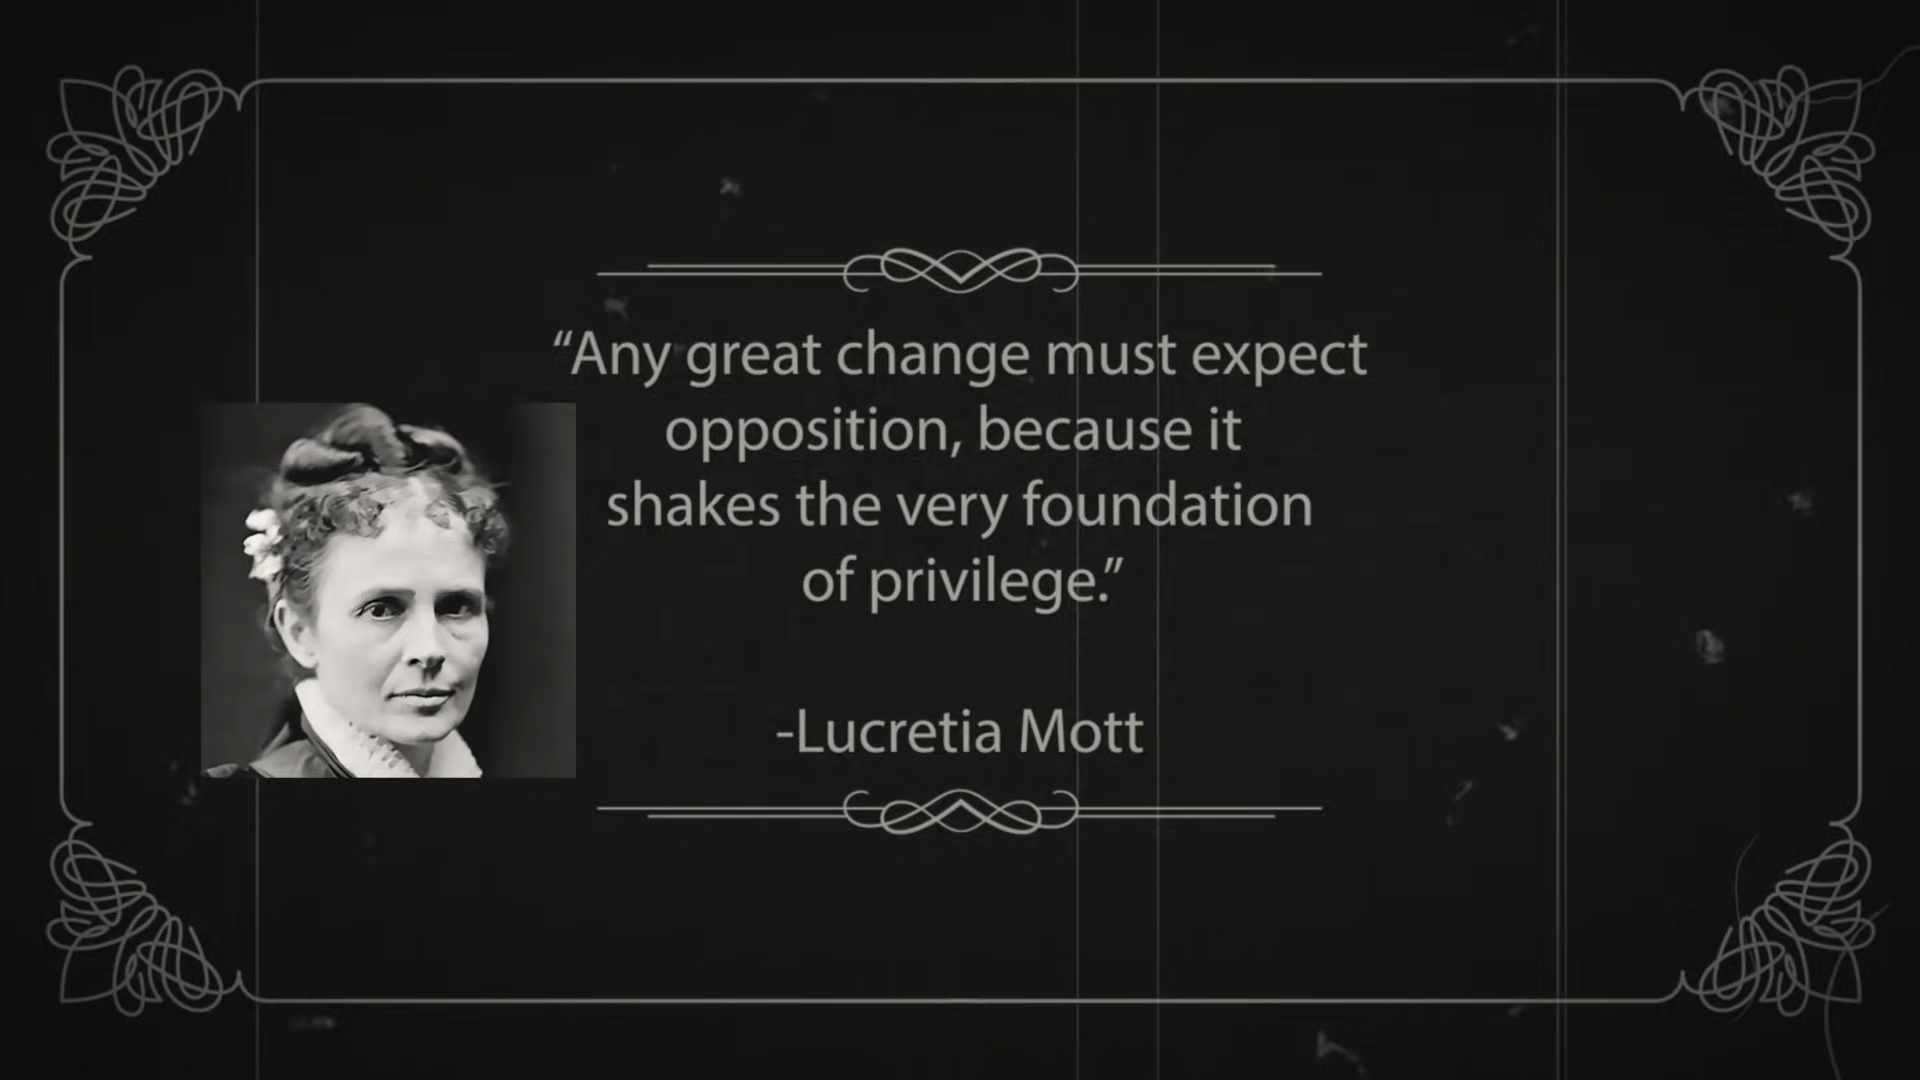 “Any great change must expect
opposition, because it
shakes the very foundation
of privilege.”
-Lucretia Mott